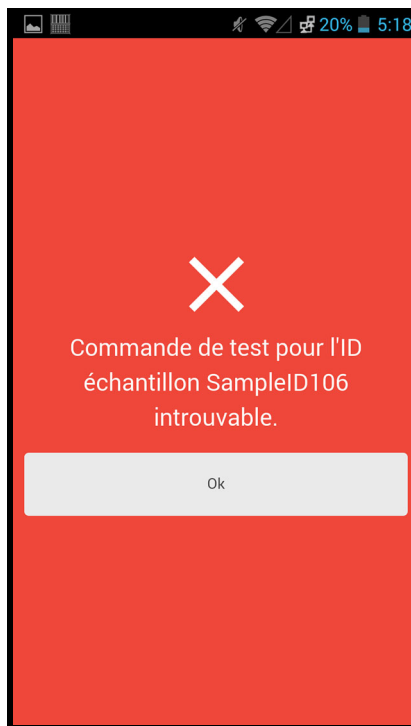 20% 5:18
Commande de test pour l'ID
échantillon SampleID106
introuvable.
Ok